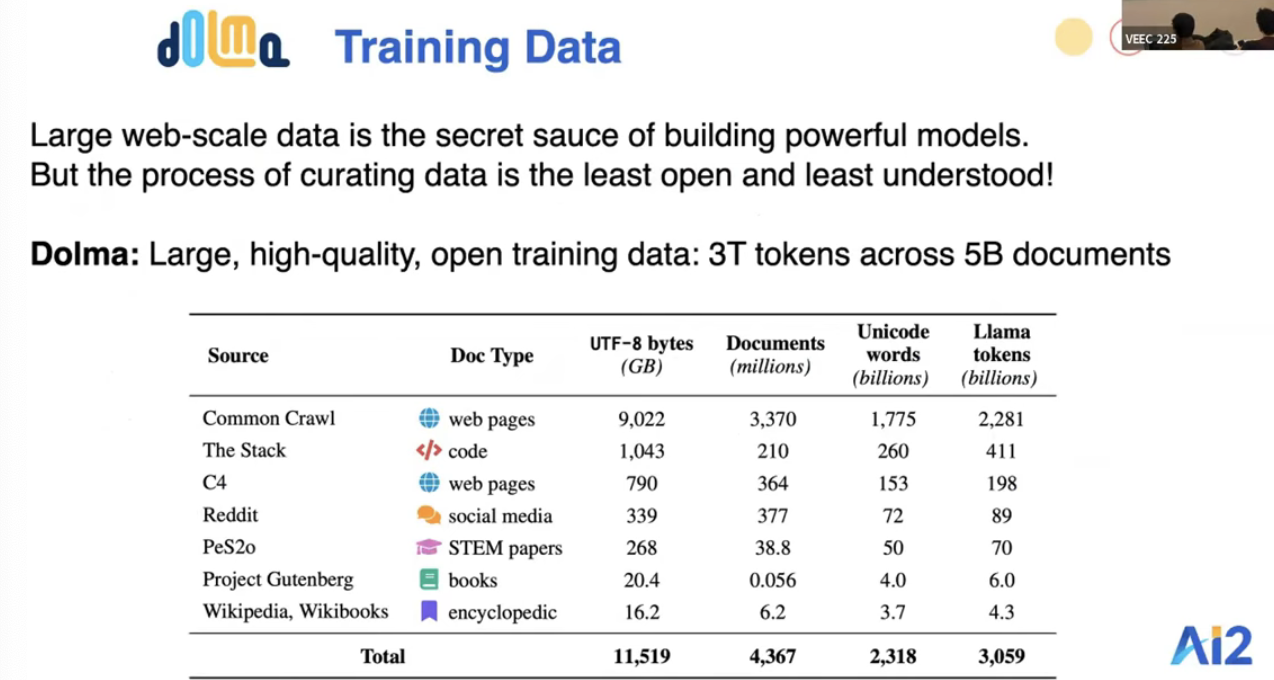 dolma Training Data
VEEC 225
Large web-scale data is the secret sauce of building powerful models.
But the process of curating data is the least open and least understood!
Dolma: Large, high-quality, open training data: 3T tokens across 5B documents
Source Doc Type UTF-8 bytes (GB) Documents (millions) Unicode words (billions) Llama tokens (billions)
Common Crawl web pages 9,022 3,370 1,775 2,281
The Stack </> code 1,043 210 260 411
C4 web pages 790 364 153 198
Reddit social media 339 377 72 89
PeS2o STEM papers 268 38.8 50 70
Project Gutenberg books 20.4 0.056 4.0 6.0
Wikipedia, Wikibooks encyclopedic 16.2 6.2 3.7 4.3
Total 11,519 4,367 2,318 3,059
Ai2